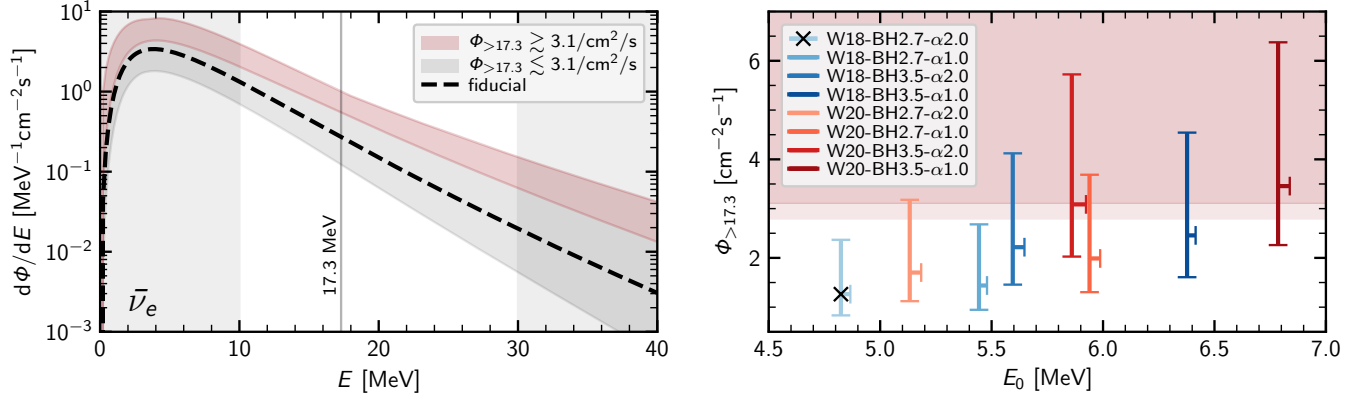 10¹
10⁰
10⁻¹
10⁻²
10⁻³
dΦ/dE [MeV⁻¹cm⁻²s⁻¹]
Φ>17.3 ≳ 3.1/cm²/s
Φ>17.3 ≲ 3.1/cm²/s
fiducial
17.3 MeV
ν̄ₑ
0 10 20 30 40
E [MeV]
6
4
2
Φ>17.3 [cm⁻²s⁻¹]
W18-BH2.7-α2.0
W18-BH2.7-α1.0
W18-BH3.5-α2.0
W18-BH3.5-α1.0
W20-BH2.7-α2.0
W20-BH2.7-α1.0
W20-BH3.5-α2.0
W20-BH3.5-α1.0
4.5 5.0 5.5 6.0 6.5 7.0
E₀ [MeV]